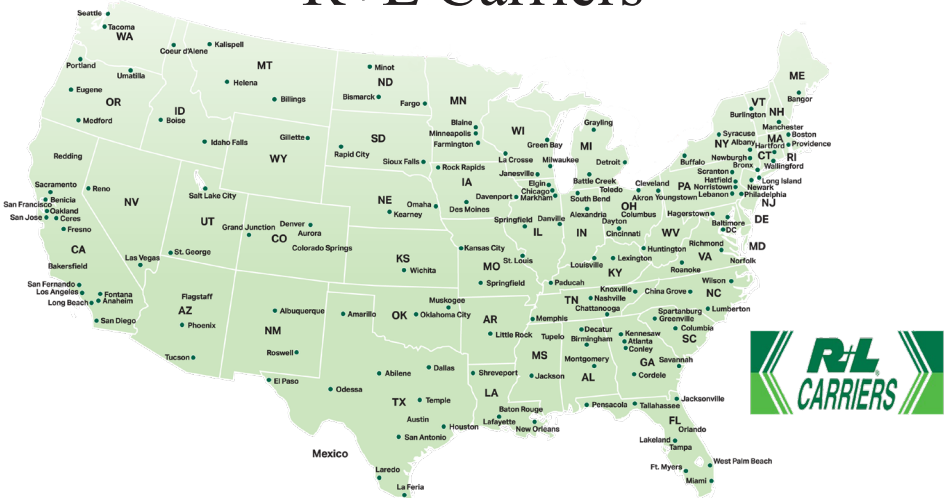 R+L Carriers
Seattle
Tacoma
WA
Coeur d'Alene
Kalispell
Portland
Umatilla
MT
Helena
Billings
Eugene
OR
Medford
ID
Boise
Idaho Falls
Minot
ND
Bismarck
Fargo
MN
Blaine
Minneapolis
Farmington
WI
Green Bay
La Crosse
Milwaukee
Janesville
Grayling
MI
Detroit
Battle Creek
ME
Bangor
VT
Burlington
NH
Manchester
Syracuse
NY
Albany
MA
Boston
Hartford
Providence
CT
RI
Buffalo
Newburgh
Wallingford
Bronx
Scranton
Long Island
Hatfield
Newark
PA
Norristown
Lebanon
Philadelphia
NJ
Redding
Gillette
WY
SD
Rapid City
Sioux Falls
Rock Rapids
IA
Davenport
Des Moines
Elgin
Chicago
Markham
South Bend
Toledo
Cleveland
Akron
Youngstown
OH
Columbus
Alexandria
Dayton
Cincinnati
Sacramento
San Francisco
Benicia
Oakland
San Jose
Ceres
Fresno
CA
Bakersfield
Reno
NV
Salt Lake City
UT
Grand Junction
Denver
Aurora
CO
Colorado Springs
NE
Omaha
Kearney
Springfield
Danville
IL
IN
Hagerstown
Baltimore
DC
DE
MD
WV
Richmond
VA
Norfolk
Roanoke
Huntington
Lexington
Louisville
KY
St. George
Las Vegas
San Fernando
Los Angeles
Fontana
Long Beach
Anaheim
San Diego
Flagstaff
AZ
Phoenix
Tucson
KS
Wichita
Kansas City
St. Louis
MO
Springfield
Paducah
Knoxville
China Grove
Wilson
NC
Lumberton
TN
Nashville
Chattanooga
Memphis
Spartanburg
Greenville
Columbia
SC
Albuquerque
NM
Roswell
Amarillo
Muskogee
OK
Oklahoma City
AR
Little Rock
Tupelo
Decatur
Birmingham
Kennesaw
Atlanta
Conley
MS
Montgomery
GA
Savannah
Jackson
AL
Cordele
El Paso
Odessa
Abilene
Dallas
Shreveport
TX
Temple
LA
Baton Rouge
Lafayette
New Orleans
Austin
Houston
San Antonio
Pensacola
Tallahassee
Jacksonville
FL
Orlando
Lakeland
Tampa
Ft. Myers
West Palm Beach
Miami
Mexico
Laredo
La Feria
R+L
CARRIERS